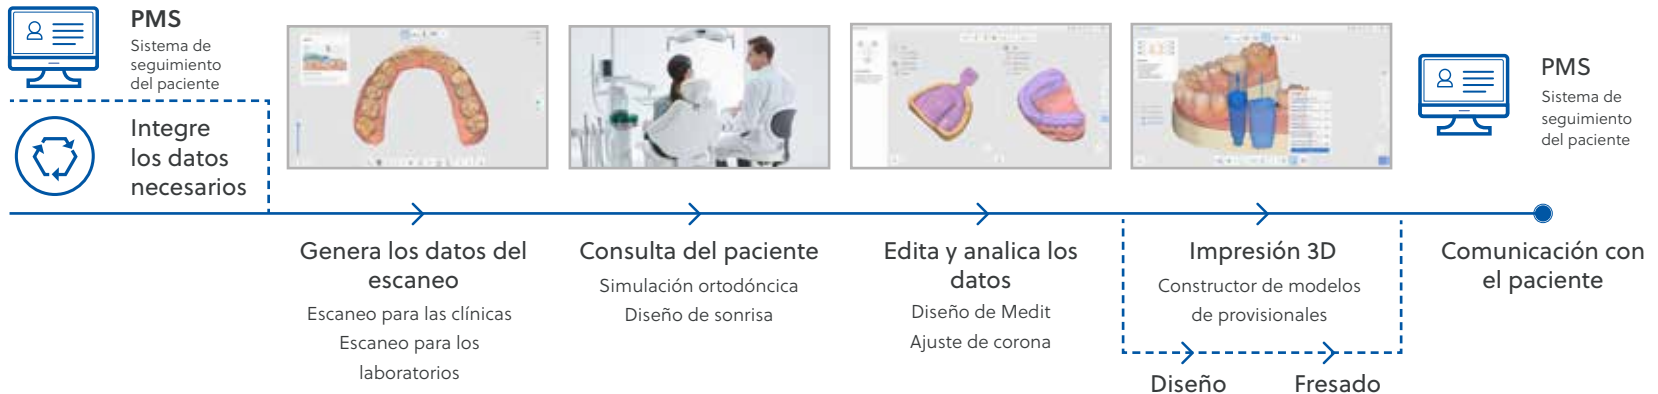 PMS
Sistema de
seguimiento
del paciente
Integre
los datos
necesarios
Genera los datos del
escaneo
Escaneo para las clínicas
Escaneo para los
laboratorios
Consulta del paciente
Simulación ortodóncica
Diseño de sonrisa
Edita y analica los
datos
Diseño de Medit
Ajuste de corona
Impresión 3D
Constructor de modelos
de provisionales
Diseño
Fresado
PMS
Sistema de
seguimiento
del paciente
Comunicación con
el paciente